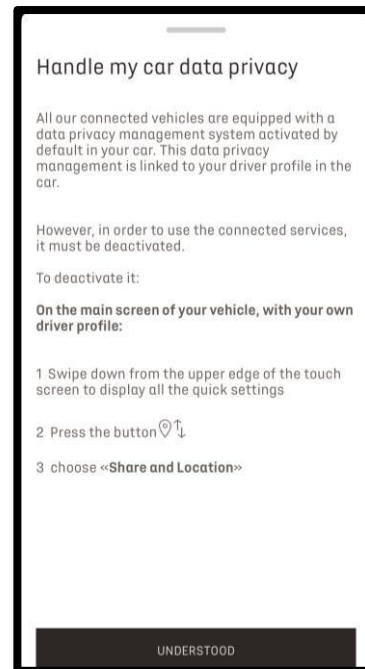 Handle my car data privacy
All our connected vehicles are equipped with a
data privacy management system activated by
default in your car. This data privacy
management is linked to your driver profile in the
car.
However, in order to use the connected services,
it must be deactivated.
To deactivate it:
On the main screen of your vehicle, with your own
driver profile:
1 Swipe down from the upper edge of the touch
screen to display all the quick settings
2 Press the button
3 choose «Share and Location»
UNDERSTOOD